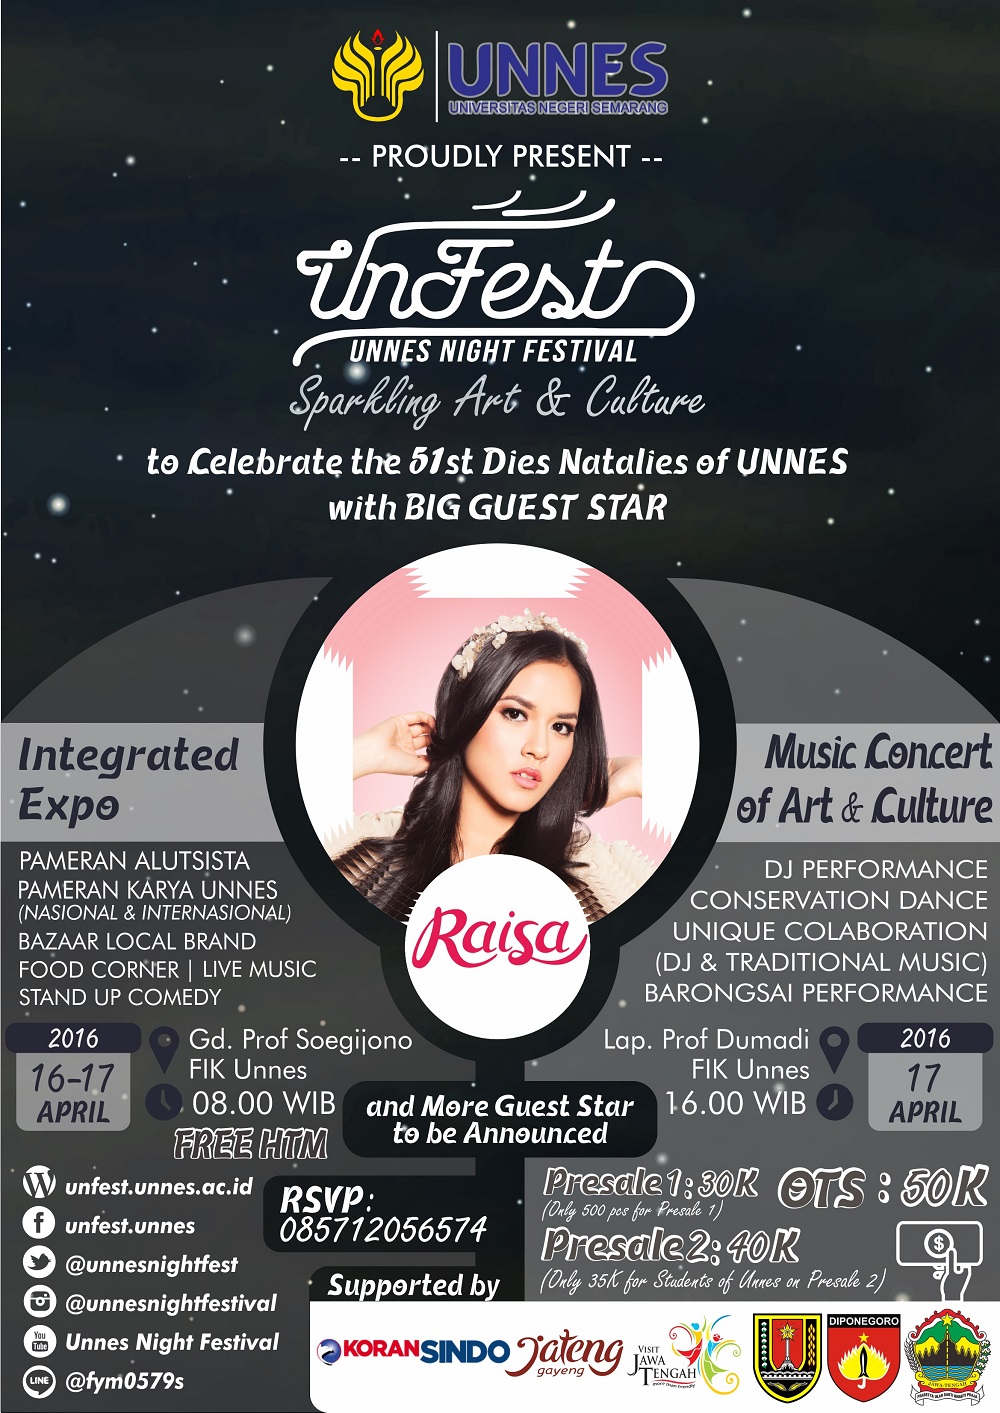 UNNES
UNIVERSITAS NEGERI SEMARANG
-- PROUDLY PRESENT --
UnFest
UNNES NIGHT FESTIVAL
Sparkling Art & Culture
to Celebrate the 51st Dies Natalies of UNNES
with BIG GUEST STAR
Integrated
Expo
PAMERAN ALUTSISTA
PAMERAN KARYA UNNES
(NASIONAL & INTERNASIONAL)
BAZAAR LOCAL BRAND
FOOD CORNER | LIVE MUSIC
STAND UP COMEDY
2016
16-17
APRIL
Gd. Prof Soegijono
FIK Unnes
08.00 WIB
FREE HTM
Raisa
Music Concert
of Art & Culture
DJ PERFORMANCE
CONSERVATION DANCE
UNIQUE COLABORATION
(DJ & TRADITIONAL MUSIC)
BARONGSAI PERFORMANCE
Lap. Prof Dumadi
FIK Unnes
16.00 WIB
2016
17
APRIL
and More Guest Star
to be Announced
unfest.unnes.ac.id
unfest.unnes
@unnesnightfest
@unnesnightfestival
You
Tube
Unnes Night Festival
LINE
@fym0579s
RSVP:
085712056574
Presale 1 : 30K
(Only 500 pcs for Presale 1)
OTS : 50K
Presale 2 : 40K
(Only 35K for Students of Unnes on Presale 2)
$
Supported by
KORAN SINDO
Jateng
gayeng
VISIT
JAWA
TENGAH
DIPONEGORO
JAWA-TENGAH